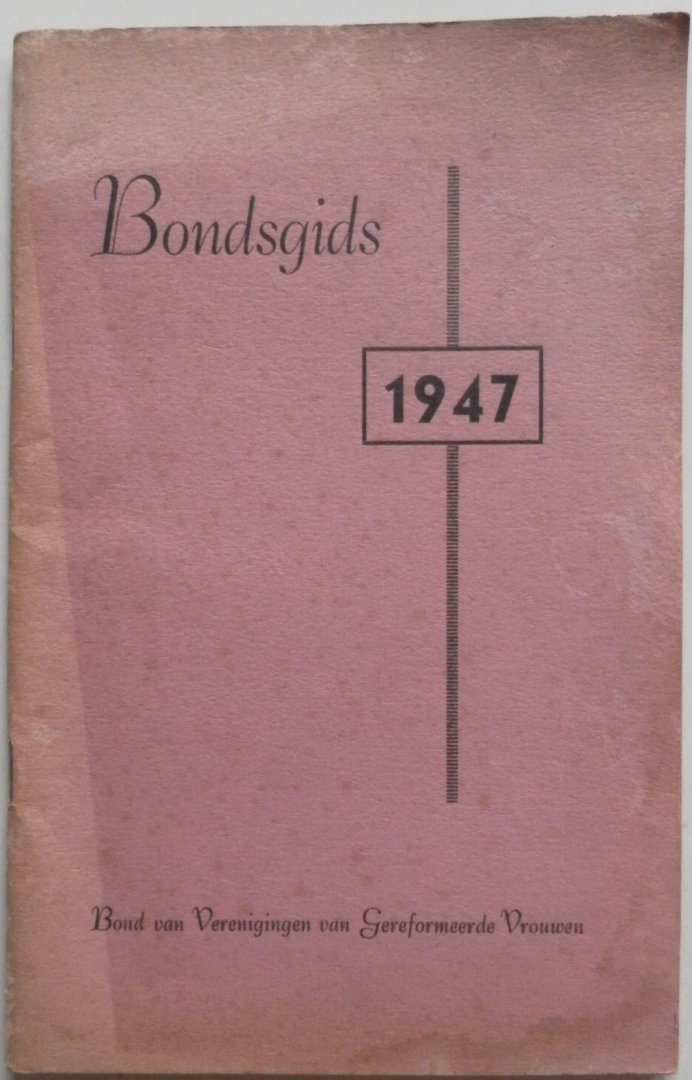 Bondsgids
1947
Bond van Verenigingen van Gereformeerde Vrouwen